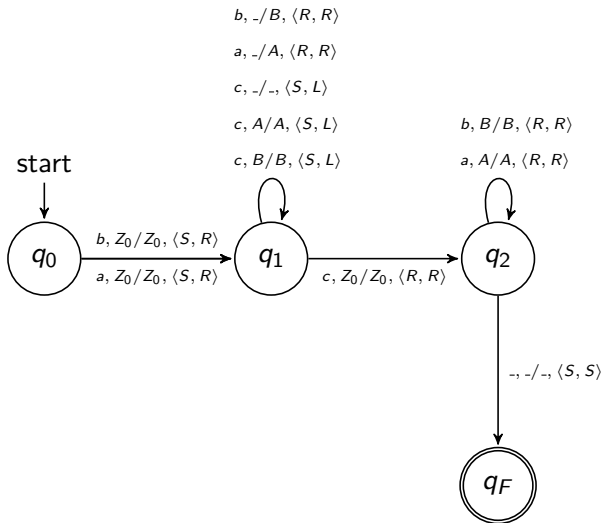 b, _/B, ⟨R, R⟩
a, _/A, ⟨R, R⟩
c, _/_, ⟨S, L⟩
c, A/A, ⟨S, L⟩
c, B/B, ⟨S, L⟩
b, B/B, ⟨R, R⟩
a, A/A, ⟨R, R⟩
start
q0
b, Z0/Z0, ⟨S, R⟩
a, Z0/Z0, ⟨S, R⟩
q1
c, Z0/Z0, ⟨R, R⟩
q2
_, _/_, ⟨S, S⟩
qF